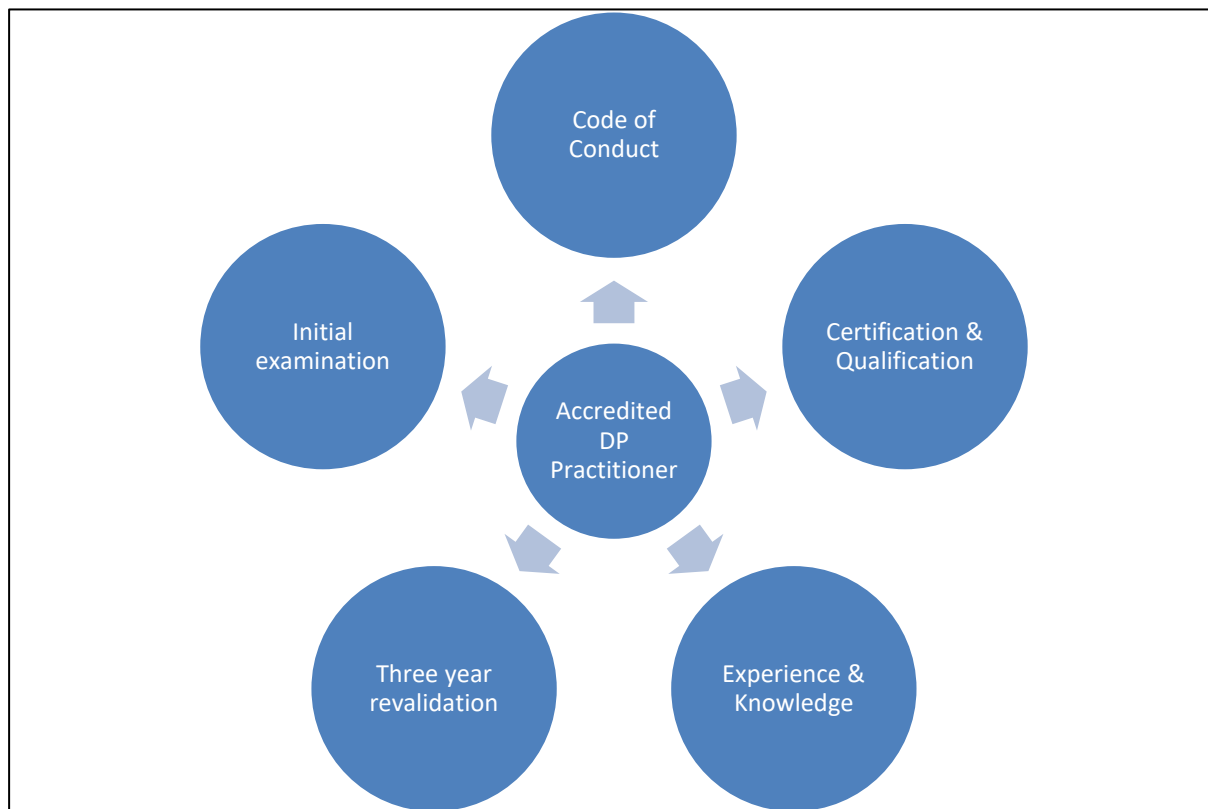 Code of
Conduct
Initial
examination
Certification &
Qualification
Accredited
DP
Practitioner
Three year
revalidation
Experience &
Knowledge